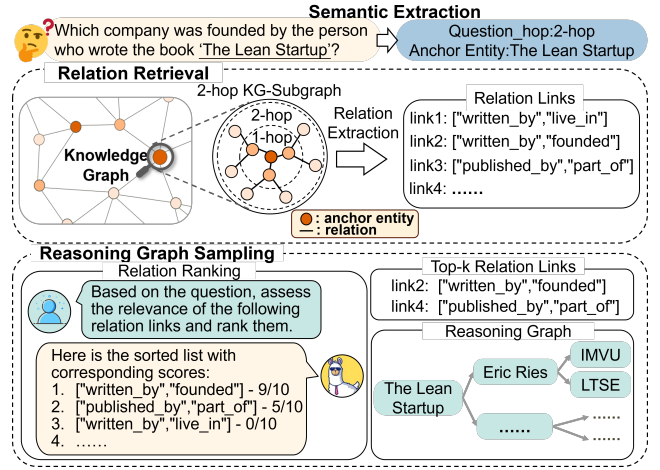 Semantic Extraction
Which company was founded by the person
who wrote the book ‘The Lean Startup’?
Question_hop:2-hop
Anchor Entity:The Lean Startup
Relation Retrieval
2-hop KG-Subgraph
Knowledge
Graph
2-hop
1-hop
Relation
Extraction
Relation Links
link1: ["written_by","live_in"]
link2: ["written_by","founded"]
link3: ["published_by","part_of"]
link4: ......
: anchor entity
: relation
Reasoning Graph Sampling
Relation Ranking
Based on the question, assess
the relevance of the following
relation links and rank them.
Here is the sorted list with
corresponding scores:
1. ["written_by","founded"] - 9/10
2. ["published_by","part_of"] - 5/10
3. ["written_by","live_in"] - 0/10
4. ......
Top-k Relation Links
link2: ["written_by","founded"]
link4: ["published_by","part_of"]
Reasoning Graph
The Lean
Startup
Eric Ries
IMVU
LTSE
......
......
......